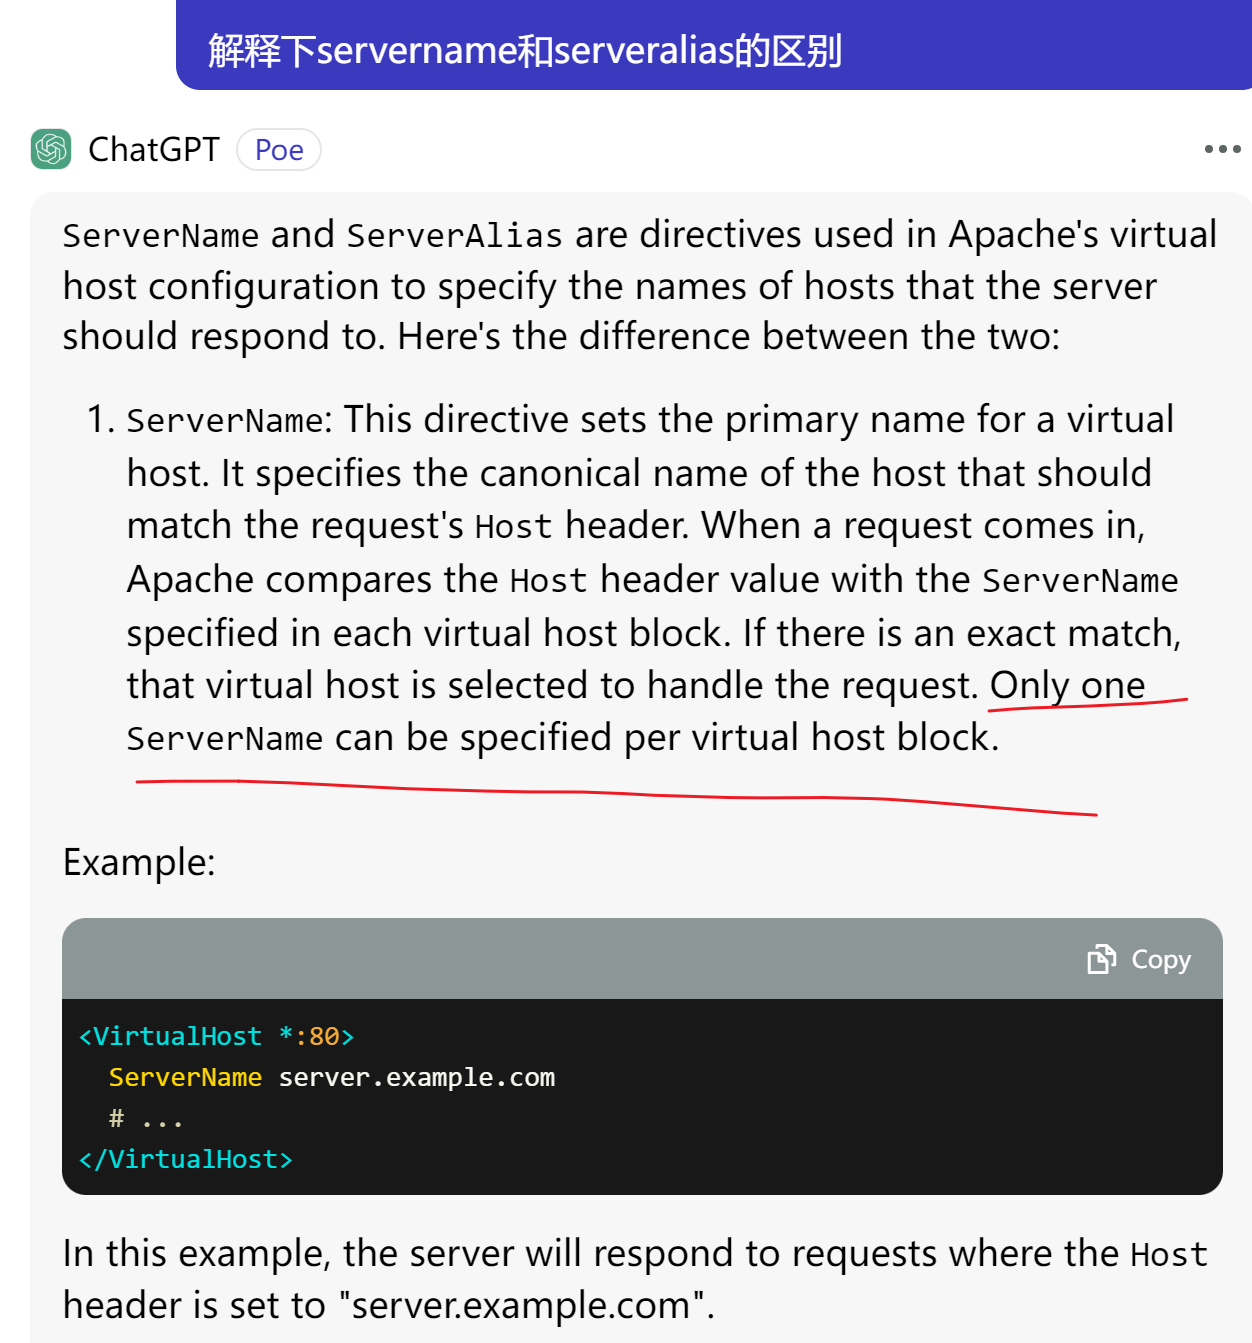 解释下servername和serveralias的区别
ChatGPT Poe
ServerName and ServerAlias are directives used in Apache's virtual
host configuration to specify the names of hosts that the server
should respond to. Here's the difference between the two:
1. ServerName: This directive sets the primary name for a virtual
host. It specifies the canonical name of the host that should
match the request's Host header. When a request comes in,
Apache compares the Host header value with the ServerName
specified in each virtual host block. If there is an exact match,
that virtual host is selected to handle the request. Only one
ServerName can be specified per virtual host block.
Example:
Copy
<VirtualHost *:80>
  ServerName server.example.com
  # ...
</VirtualHost>
In this example, the server will respond to requests where the Host
header is set to "server.example.com".